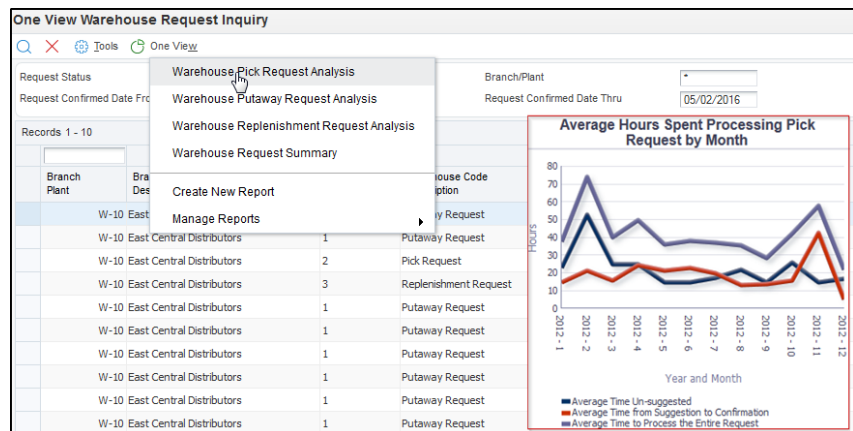 One View Warehouse Request Inquiry
Tools One View
Request Status
Branch/Plant *
Request Confirmed Date Fro
Request Confirmed Date Thru 05/02/2016
Warehouse Pick Request Analysis
Warehouse Putaway Request Analysis
Warehouse Replenishment Request Analysis
Warehouse Request Summary
Create New Report
Manage Reports
Records 1 - 10
Branch Bra ouse Code
Plant Des iption
W-10 East y Request
W-10 East Central Distributors 1 Putaway Request
W-10 East Central Distributors 2 Pick Request
W-10 East Central Distributors 3 Replenishment Request
W-10 East Central Distributors 1 Putaway Request
W-10 East Central Distributors 1 Putaway Request
W-10 East Central Distributors 1 Putaway Request
W-10 East Central Distributors 1 Putaway Request
W-10 East Central Distributors 1 Putaway Request
W-10 East Central Distributors 1 Putaway Request
Average Hours Spent Processing Pick
Request by Month
80
70
60
50
40
30
20
10
0
Hours
2012 - 1
2012 - 2
2012 - 3
2012 - 4
2012 - 5
2012 - 6
2012 - 7
2012 - 8
2012 - 9
2012 - 10
2012 - 11
2012 - 12
Year and Month
Average Time Un-suggested
Average Time from Suggestion to Confirmation
Average Time to Process the Entire Request